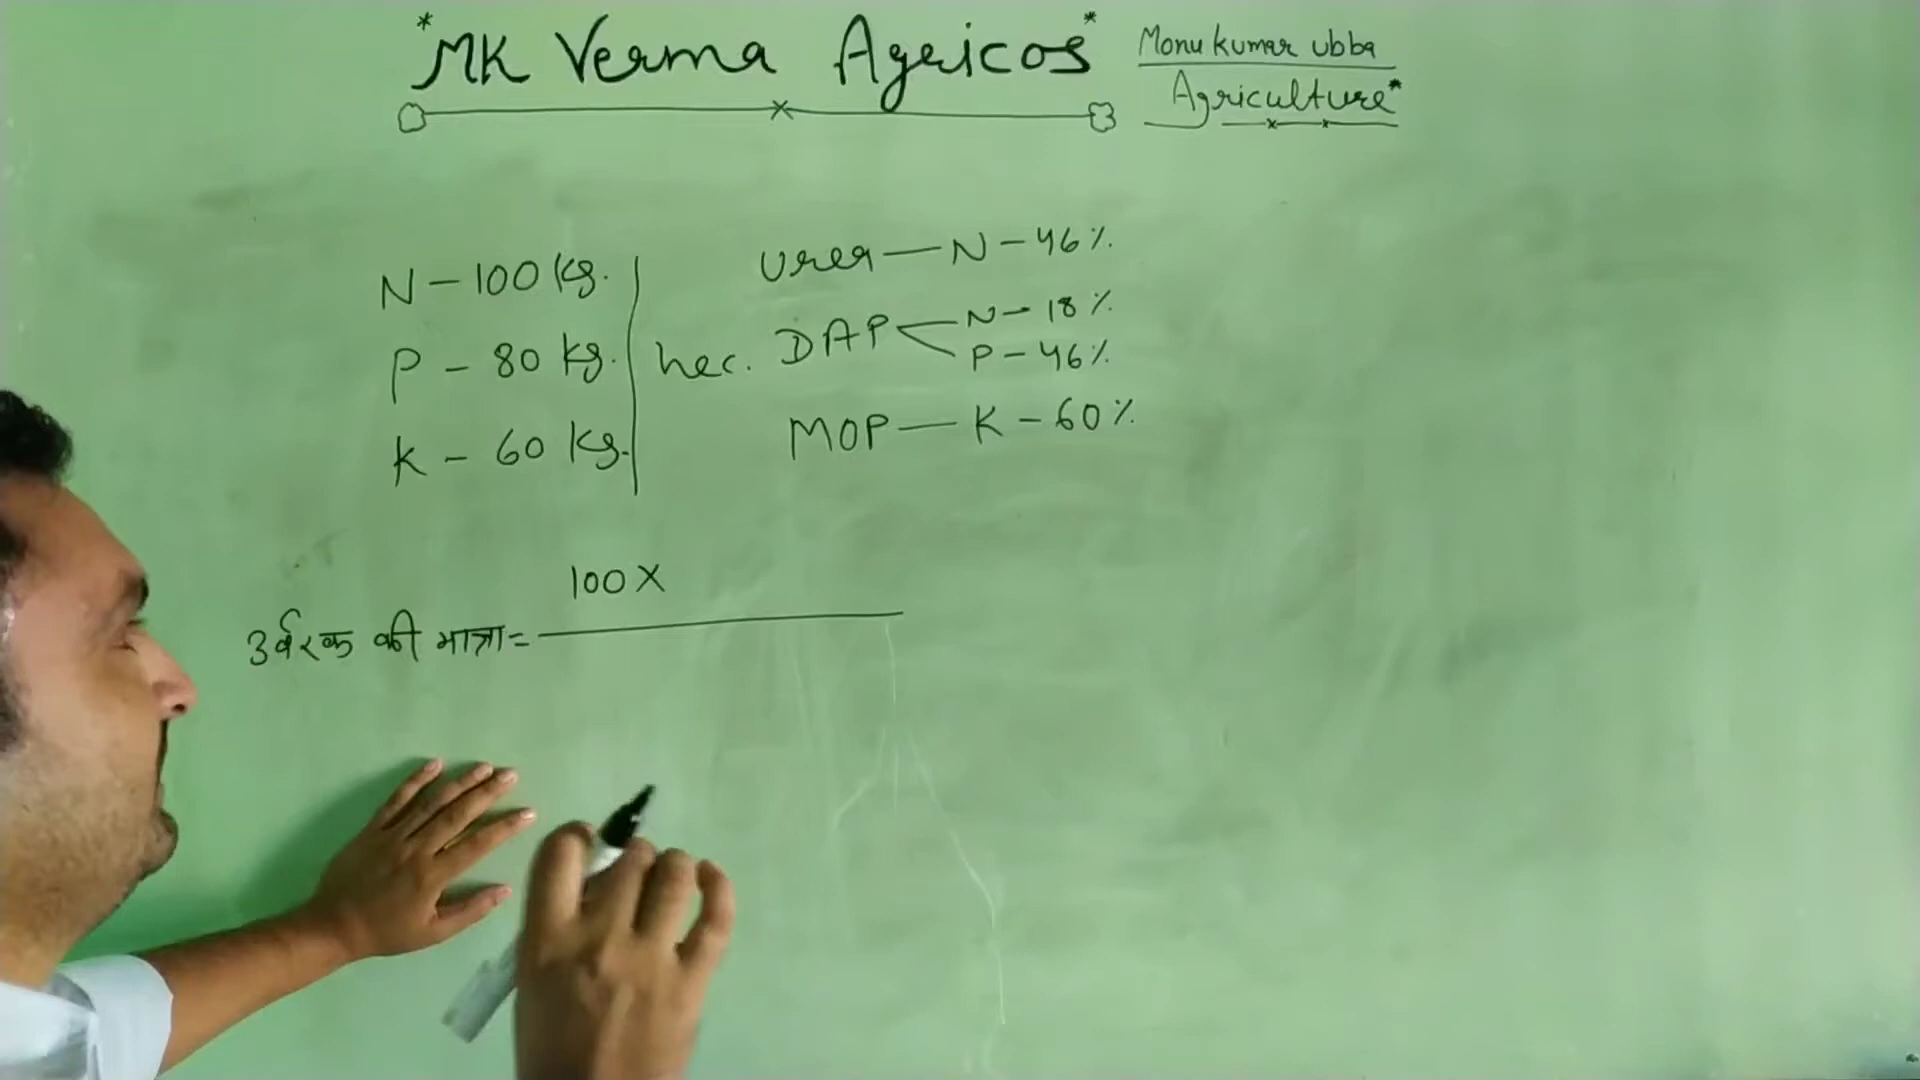 *MK Verma Agricos*
Monu kumar ubba
Agriculture*
N - 100 kg.
P - 80 kg.
K - 60 kg.
hec.
Urea — N - 46%
DAP N - 18%
P - 46%
MOP — K - 60%
100 X
उर्वरक की मात्रा =